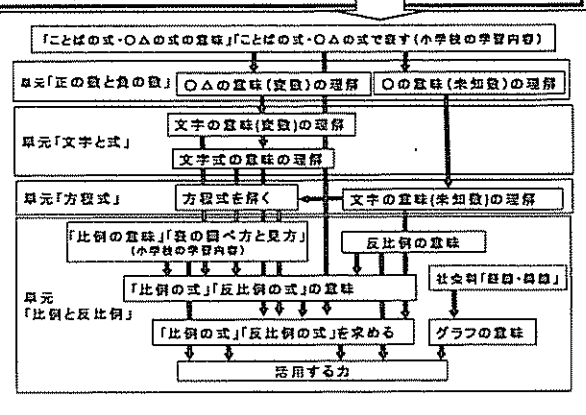 「ことばの式・○△の式の意味」「ことばの式・○△の式で表す(小学校の学習内容)
単元「正の数と負の数」
○△の意味(変数)の理解
○の意味(未知数)の理解
単元「文字と式」
文字の意味(変数)の理解
文字式の意味の理解
単元「方程式」
方程式を解く
文字の意味(未知数)の理解
「比例の意味」「表の調べ方と見方」
(小学校の学習内容)
反比例の意味
社会科「経度・緯度」
単元
「比例と反比例」
「比例の式」「反比例の式」の意味
「比例の式」「反比例の式」を求める
グラフの意味
活用する力